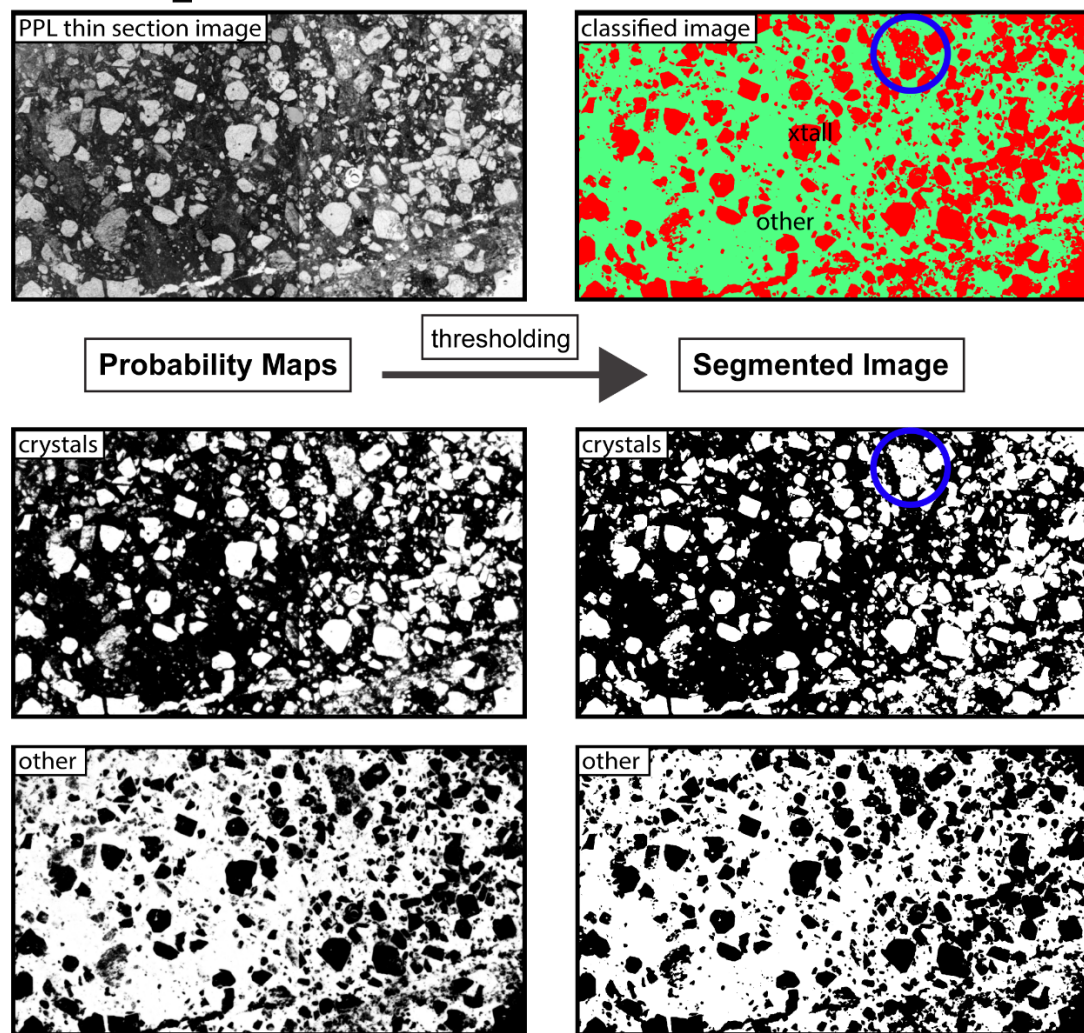 PPL thin section image
classified image
xtall
other
thresholding
Probability Maps
Segmented Image
crystals
crystals
other
other